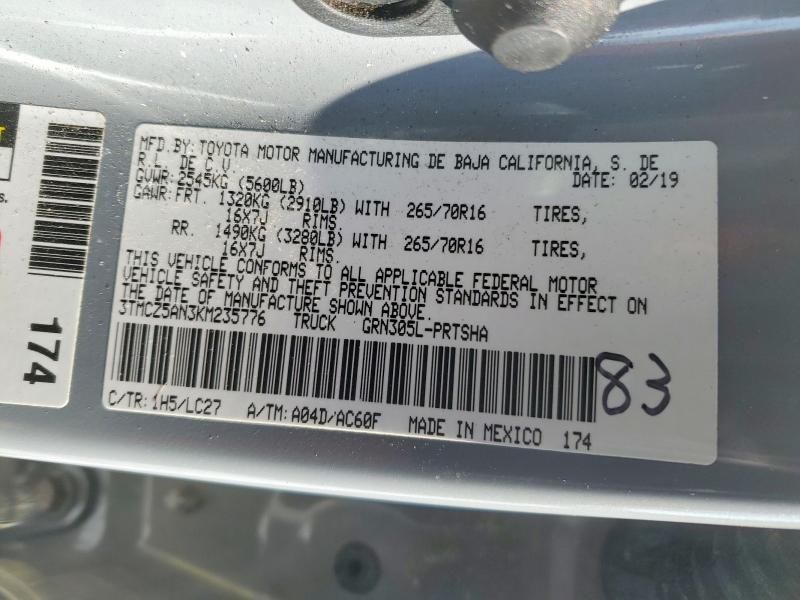 MFD.BY:TOYOTA MOTOR MANUFACTURING DE BAJA CALIFORNIA, S. DE
R.L. DE C.V. DATE: 02/19
GVWR:2545KG (5600LB)
GAWR:FRT. 1320KG (2910LB) WITH 265/70R16 TIRES,
16X7J RIMS.
RR. 1490KG (3280LB) WITH 265/70R16 TIRES,
16X7J RIMS.
THIS VEHICLE CONFORMS TO ALL APPLICABLE FEDERAL MOTOR
VEHICLE SAFETY AND THEFT PREVENTION STANDARDS IN EFFECT ON
THE DATE OF MANUFACTURE SHOWN ABOVE.
3TMCZ5AN3KM235776 TRUCK GRN305L-PRTSHA
83
C/TR:1H5/LC27 A/TM:A04D/AC60F MADE IN MEXICO 174
174